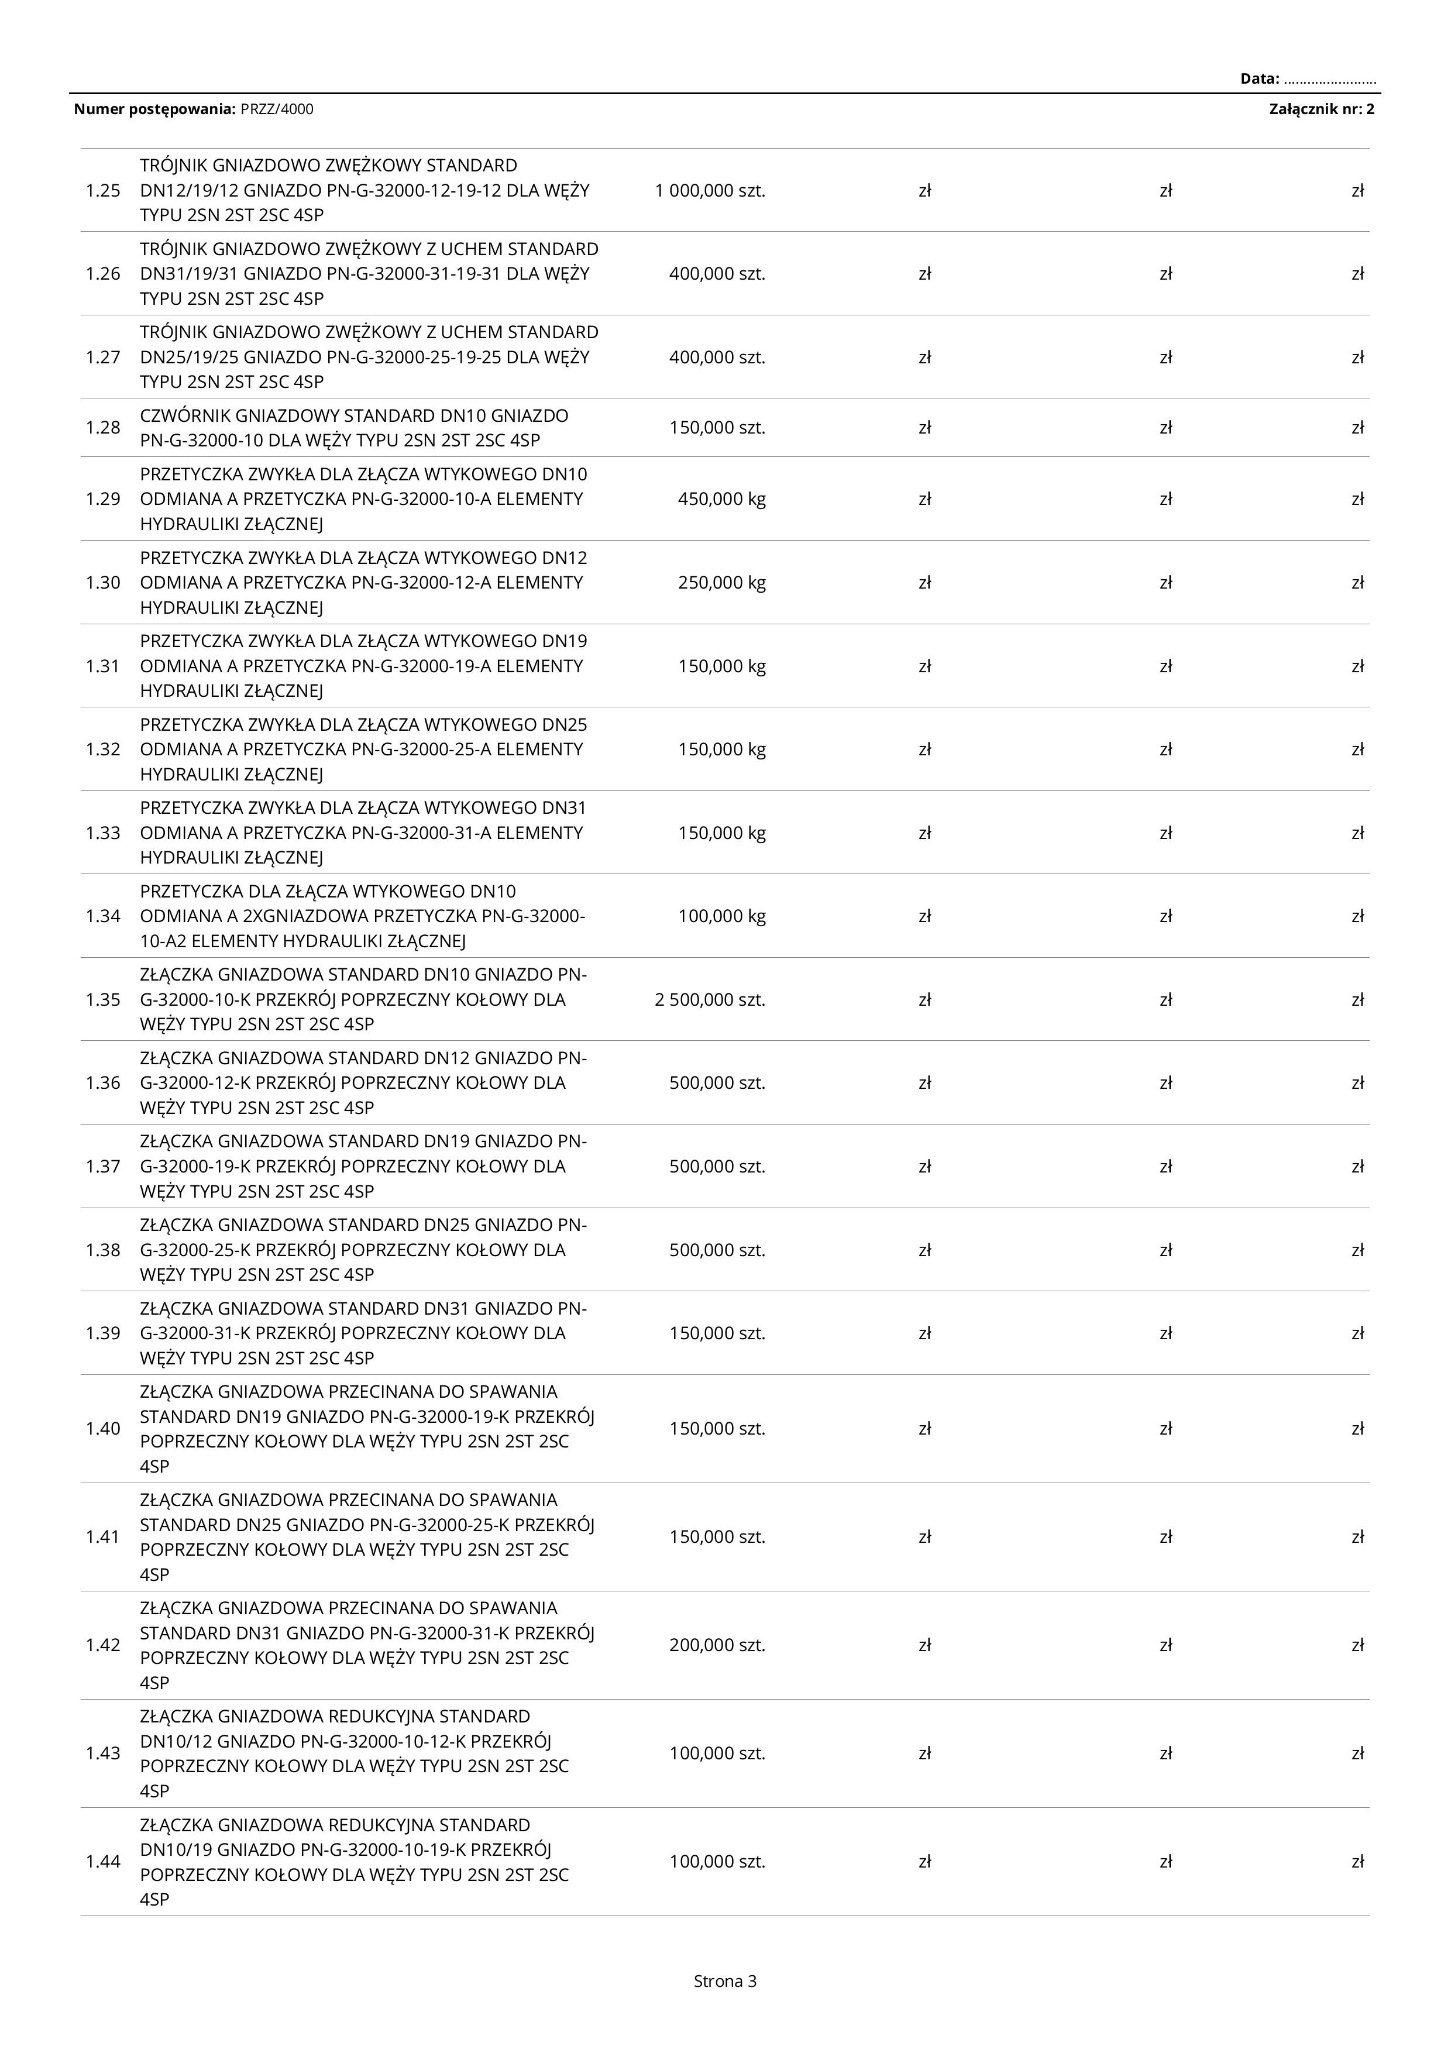 Data: ........................
Numer postępowania: PRZZ/4000 Załącznik nr: 2
TRÓJNIK GNIAZDOWO ZWĘŻKOWY STANDARD
1.25 DN12/19/12 GNIAZDO PN-G-32000-12-19-12 DLA WĘŻY 1 000,000 szt. zł zł zł
TYPU 2SN 2ST 2SC 4SP
TRÓJNIK GNIAZDOWO ZWĘŻKOWY Z UCHEM STANDARD
1.26 DN31/19/31 GNIAZDO PN-G-32000-31-19-31 DLA WĘŻY 400,000 szt. zł zł zł
TYPU 2SN 2ST 2SC 4SP
TRÓJNIK GNIAZDOWO ZWĘŻKOWY Z UCHEM STANDARD
1.27 DN25/19/25 GNIAZDO PN-G-32000-25-19-25 DLA WĘŻY 400,000 szt. zł zł zł
TYPU 2SN 2ST 2SC 4SP
CZWÓRNIK GNIAZDOWY STANDARD DN10 GNIAZDO
1.28 150,000 szt. zł zł zł
PN-G-32000-10 DLA WĘŻY TYPU 2SN 2ST 2SC 4SP
PRZETYCZKA ZWYKŁA DLA ZŁĄCZA WTYKOWEGO DN10
1.29 ODMIANA A PRZETYCZKA PN-G-32000-10-A ELEMENTY 450,000 kg zł zł zł
HYDRAULIKI ZŁĄCZNEJ
PRZETYCZKA ZWYKŁA DLA ZŁĄCZA WTYKOWEGO DN12
1.30 ODMIANA A PRZETYCZKA PN-G-32000-12-A ELEMENTY 250,000 kg zł zł zł
HYDRAULIKI ZŁĄCZNEJ
PRZETYCZKA ZWYKŁA DLA ZŁĄCZA WTYKOWEGO DN19
1.31 ODMIANA A PRZETYCZKA PN-G-32000-19-A ELEMENTY 150,000 kg zł zł zł
HYDRAULIKI ZŁĄCZNEJ
PRZETYCZKA ZWYKŁA DLA ZŁĄCZA WTYKOWEGO DN25
1.32 ODMIANA A PRZETYCZKA PN-G-32000-25-A ELEMENTY 150,000 kg zł zł zł
HYDRAULIKI ZŁĄCZNEJ
PRZETYCZKA ZWYKŁA DLA ZŁĄCZA WTYKOWEGO DN31
1.33 ODMIANA A PRZETYCZKA PN-G-32000-31-A ELEMENTY 150,000 kg zł zł zł
HYDRAULIKI ZŁĄCZNEJ
PRZETYCZKA DLA ZŁĄCZA WTYKOWEGO DN10
1.34 ODMIANA A 2XGNIAZDOWA PRZETYCZKA PN-G-32000- 100,000 kg zł zł zł
10-A2 ELEMENTY HYDRAULIKI ZŁĄCZNEJ
ZŁĄCZKA GNIAZDOWA STANDARD DN10 GNIAZDO PN-
1.35 G-32000-10-K PRZEKRÓJ POPRZECZNY KOŁOWY DLA 2 500,000 szt. zł zł zł
WĘŻY TYPU 2SN 2ST 2SC 4SP
ZŁĄCZKA GNIAZDOWA STANDARD DN12 GNIAZDO PN-
1.36 G-32000-12-K PRZEKRÓJ POPRZECZNY KOŁOWY DLA 500,000 szt. zł zł zł
WĘŻY TYPU 2SN 2ST 2SC 4SP
ZŁĄCZKA GNIAZDOWA STANDARD DN19 GNIAZDO PN-
1.37 G-32000-19-K PRZEKRÓJ POPRZECZNY KOŁOWY DLA 500,000 szt. zł zł zł
WĘŻY TYPU 2SN 2ST 2SC 4SP
ZŁĄCZKA GNIAZDOWA STANDARD DN25 GNIAZDO PN-
1.38 G-32000-25-K PRZEKRÓJ POPRZECZNY KOŁOWY DLA 500,000 szt. zł zł zł
WĘŻY TYPU 2SN 2ST 2SC 4SP
ZŁĄCZKA GNIAZDOWA STANDARD DN31 GNIAZDO PN-
1.39 G-32000-31-K PRZEKRÓJ POPRZECZNY KOŁOWY DLA 150,000 szt. zł zł zł
WĘŻY TYPU 2SN 2ST 2SC 4SP
ZŁĄCZKA GNIAZDOWA PRZECINANA DO SPAWANIA
STANDARD DN19 GNIAZDO PN-G-32000-19-K PRZEKRÓJ
1.40 150,000 szt. zł zł zł
POPRZECZNY KOŁOWY DLA WĘŻY TYPU 2SN 2ST 2SC
4SP
ZŁĄCZKA GNIAZDOWA PRZECINANA DO SPAWANIA
STANDARD DN25 GNIAZDO PN-G-32000-25-K PRZEKRÓJ
1.41 150,000 szt. zł zł zł
POPRZECZNY KOŁOWY DLA WĘŻY TYPU 2SN 2ST 2SC
4SP
ZŁĄCZKA GNIAZDOWA PRZECINANA DO SPAWANIA
STANDARD DN31 GNIAZDO PN-G-32000-31-K PRZEKRÓJ
1.42 200,000 szt. zł zł zł
POPRZECZNY KOŁOWY DLA WĘŻY TYPU 2SN 2ST 2SC
4SP
ZŁĄCZKA GNIAZDOWA REDUKCYJNA STANDARD
DN10/12 GNIAZDO PN-G-32000-10-12-K PRZEKRÓJ
1.43 100,000 szt. zł zł zł
POPRZECZNY KOŁOWY DLA WĘŻY TYPU 2SN 2ST 2SC
4SP
ZŁĄCZKA GNIAZDOWA REDUKCYJNA STANDARD
DN10/19 GNIAZDO PN-G-32000-10-19-K PRZEKRÓJ
1.44 100,000 szt. zł zł zł
POPRZECZNY KOŁOWY DLA WĘŻY TYPU 2SN 2ST 2SC
4SP
Strona 3